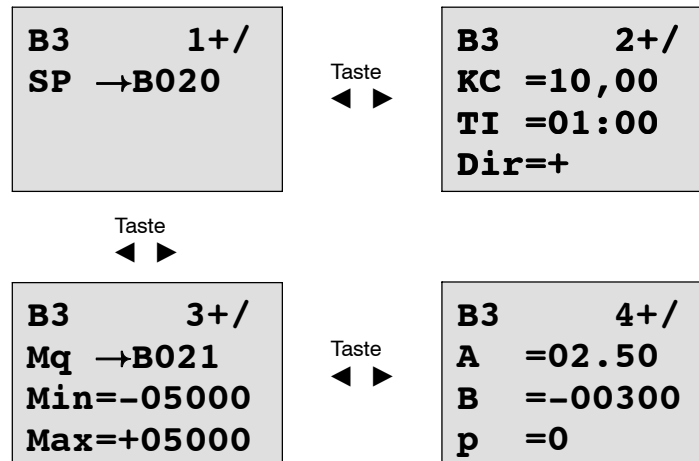 B3 1+/
SP →B020
Taste
◄ ►
B3 2+/
KC =10,00
TI =01:00
Dir=+
Taste
◄ ►
B3 3+/
Mq →B021
Min=-05000
Max=+05000
Taste
◄ ►
B3 4+/
A =02.50
B =-00300
p =0